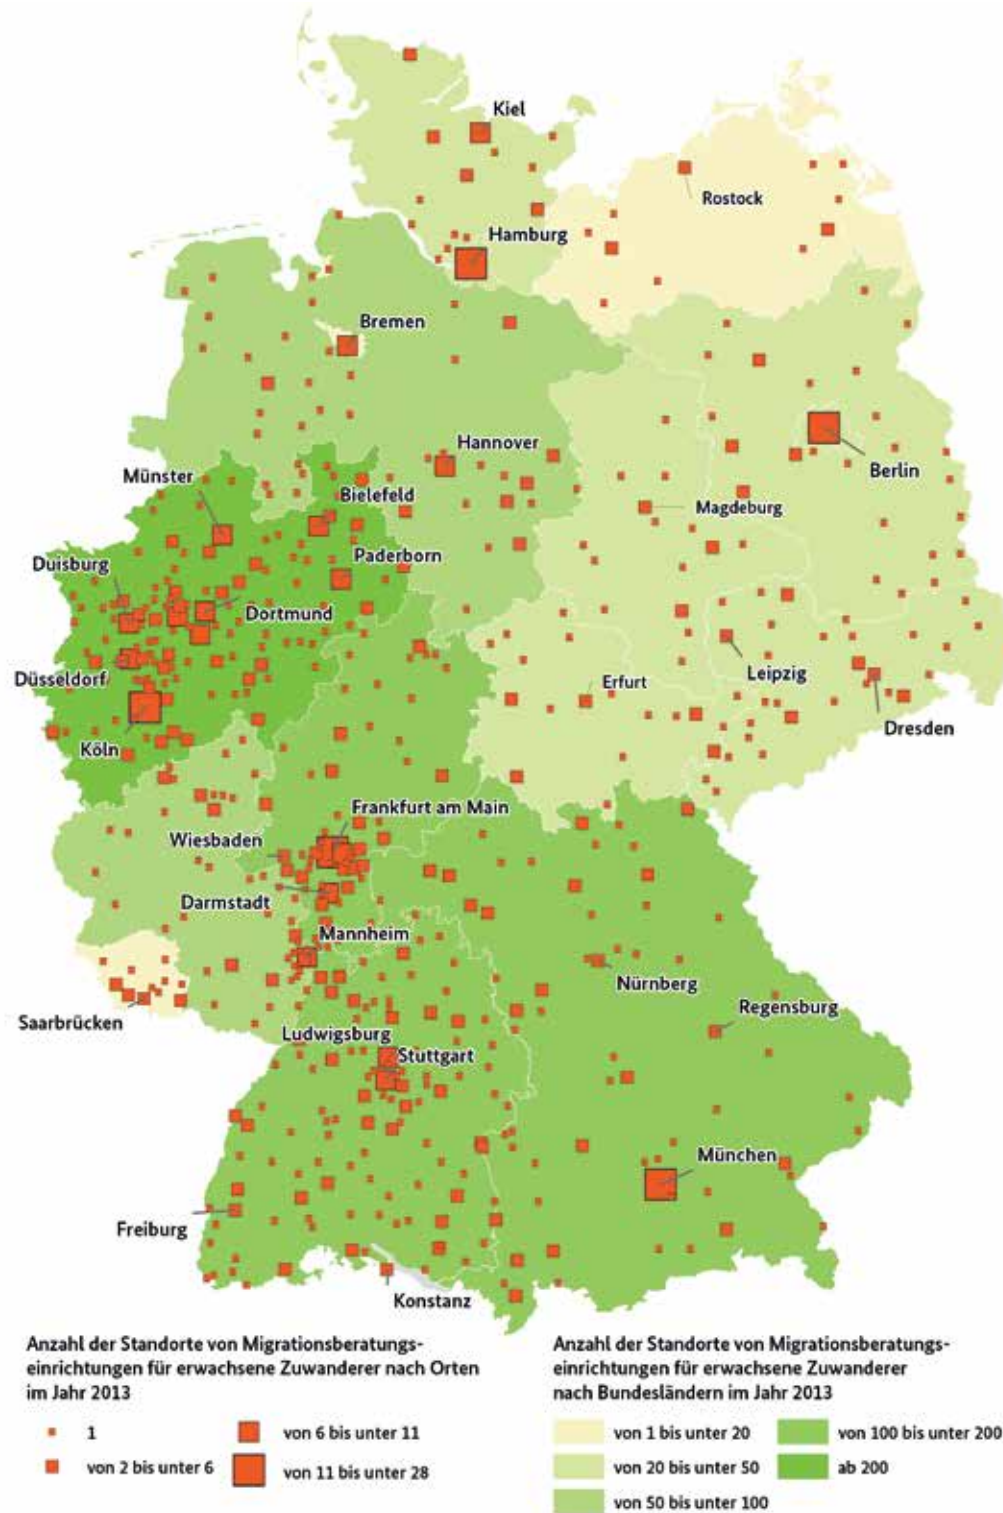 Kiel
Rostock
Hamburg
Bremen
Hannover
Berlin
Münster
Bielefeld
Magdeburg
Duisburg
Paderborn
Dortmund
Düsseldorf
Erfurt
Leipzig
Dresden
Köln
Frankfurt am Main
Wiesbaden
Darmstadt
Mannheim
Nürnberg
Regensburg
Saarbrücken
Ludwigsburg
Stuttgart
München
Freiburg
Konstanz
Anzahl der Standorte von Migrationsberatungs-
einrichtungen für erwachsene Zuwanderer nach Orten
im Jahr 2013
1
von 2 bis unter 6
von 6 bis unter 11
von 11 bis unter 28
Anzahl der Standorte von Migrationsberatungs-
einrichtungen für erwachsene Zuwanderer
nach Bundesländern im Jahr 2013
von 1 bis unter 20
von 20 bis unter 50
von 50 bis unter 100
von 100 bis unter 200
ab 200